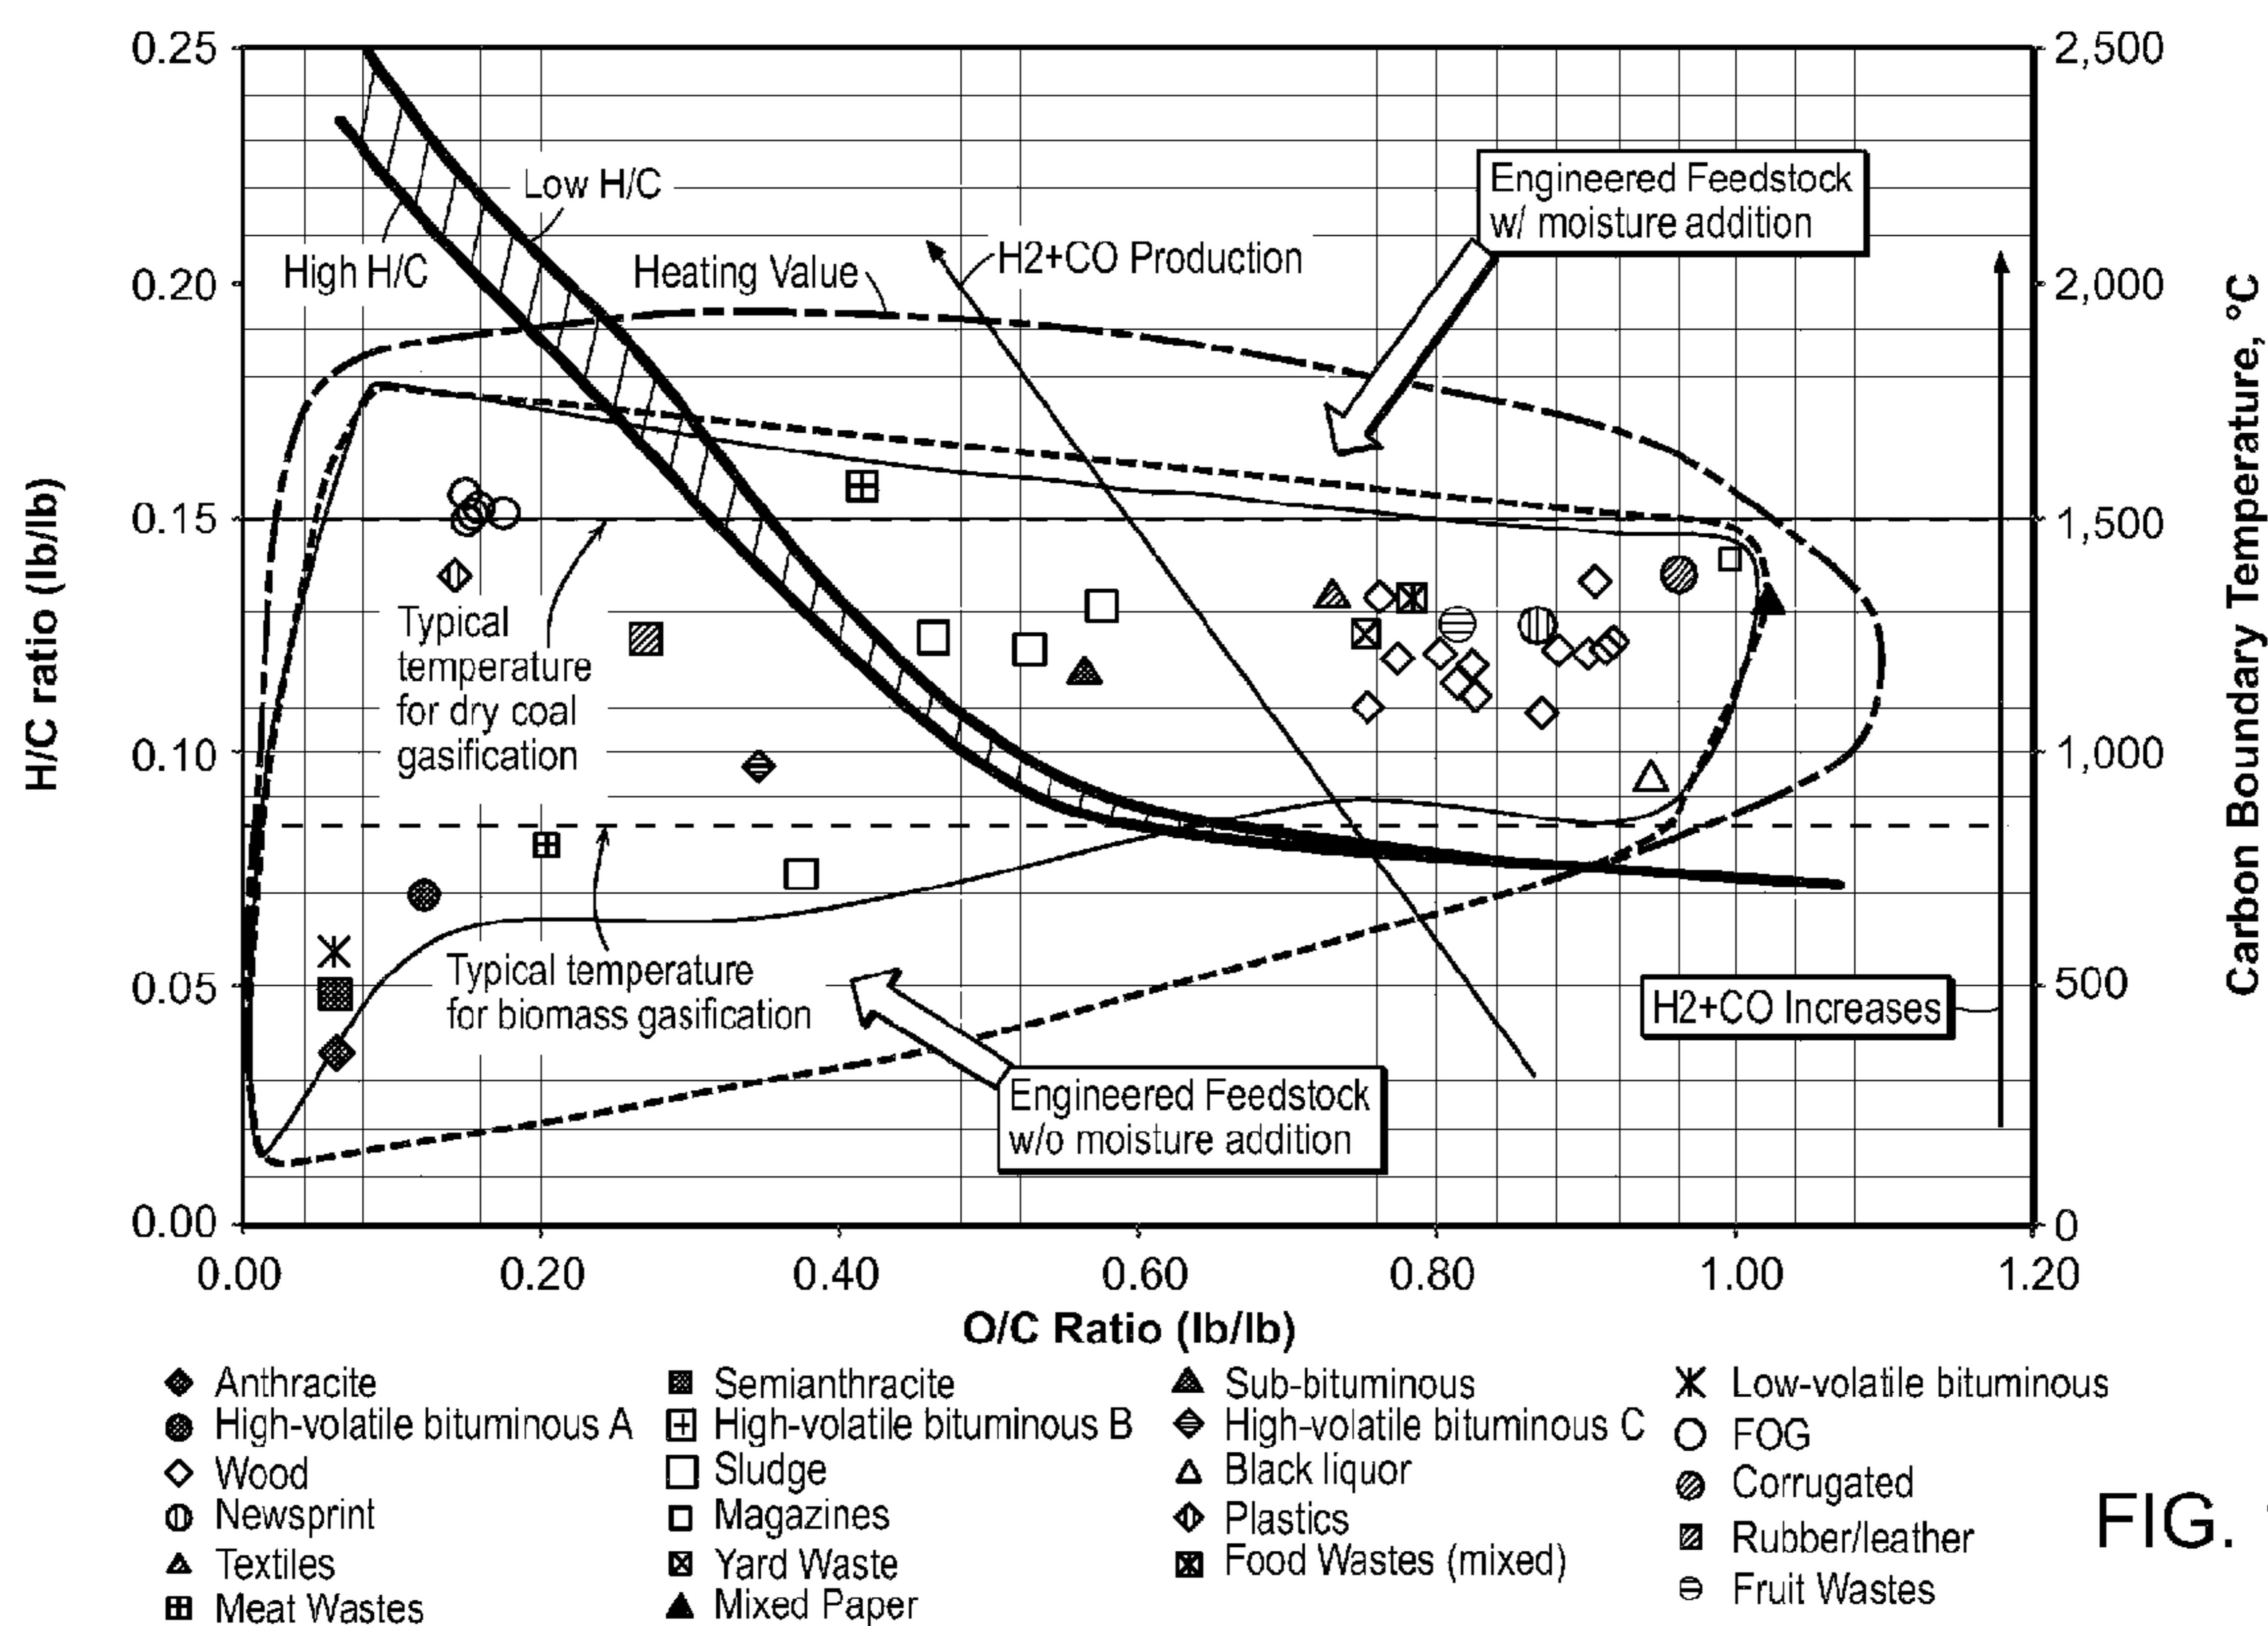 0.25
0.20
0.15
0.10
0.05
0.00
H/C ratio (lb/lb)
2,500
2,000
1,500
1,000
500
0
Carbon Boundary Temperature, °C
Low H/C
High H/C
Heating Value
H2+CO Production
Engineered Feedstock
w/ moisture addition
Typical
temperature
for dry coal
gasification
Typical temperature
for biomass gasification
H2+CO Increases
Engineered Feedstock
w/o moisture addition
0.00 0.20 0.40 0.60 0.80 1.00 1.20
O/C Ratio (lb/lb)
Anthracite
High-volatile bituminous A
Wood
Newsprint
Textiles
Meat Wastes
Semianthracite
High-volatile bituminous B
Sludge
Magazines
Yard Waste
Mixed Paper
Sub-bituminous
High-volatile bituminous C
Black liquor
Plastics
Food Wastes (mixed)
Low-volatile bituminous
FOG
Corrugated
Rubber/leather
Fruit Wastes
FIG.